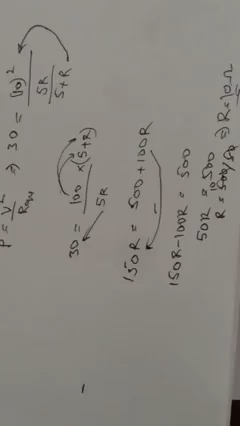 P = V²/R_eq ⇒ 30 = (10)²/(5R/(5+R))
30 = 100 × (5+R)/5R
150R = 500 + 100R
150R - 100R = 500
50R = 500
R = 500/50 ⇒ R = 10Ω